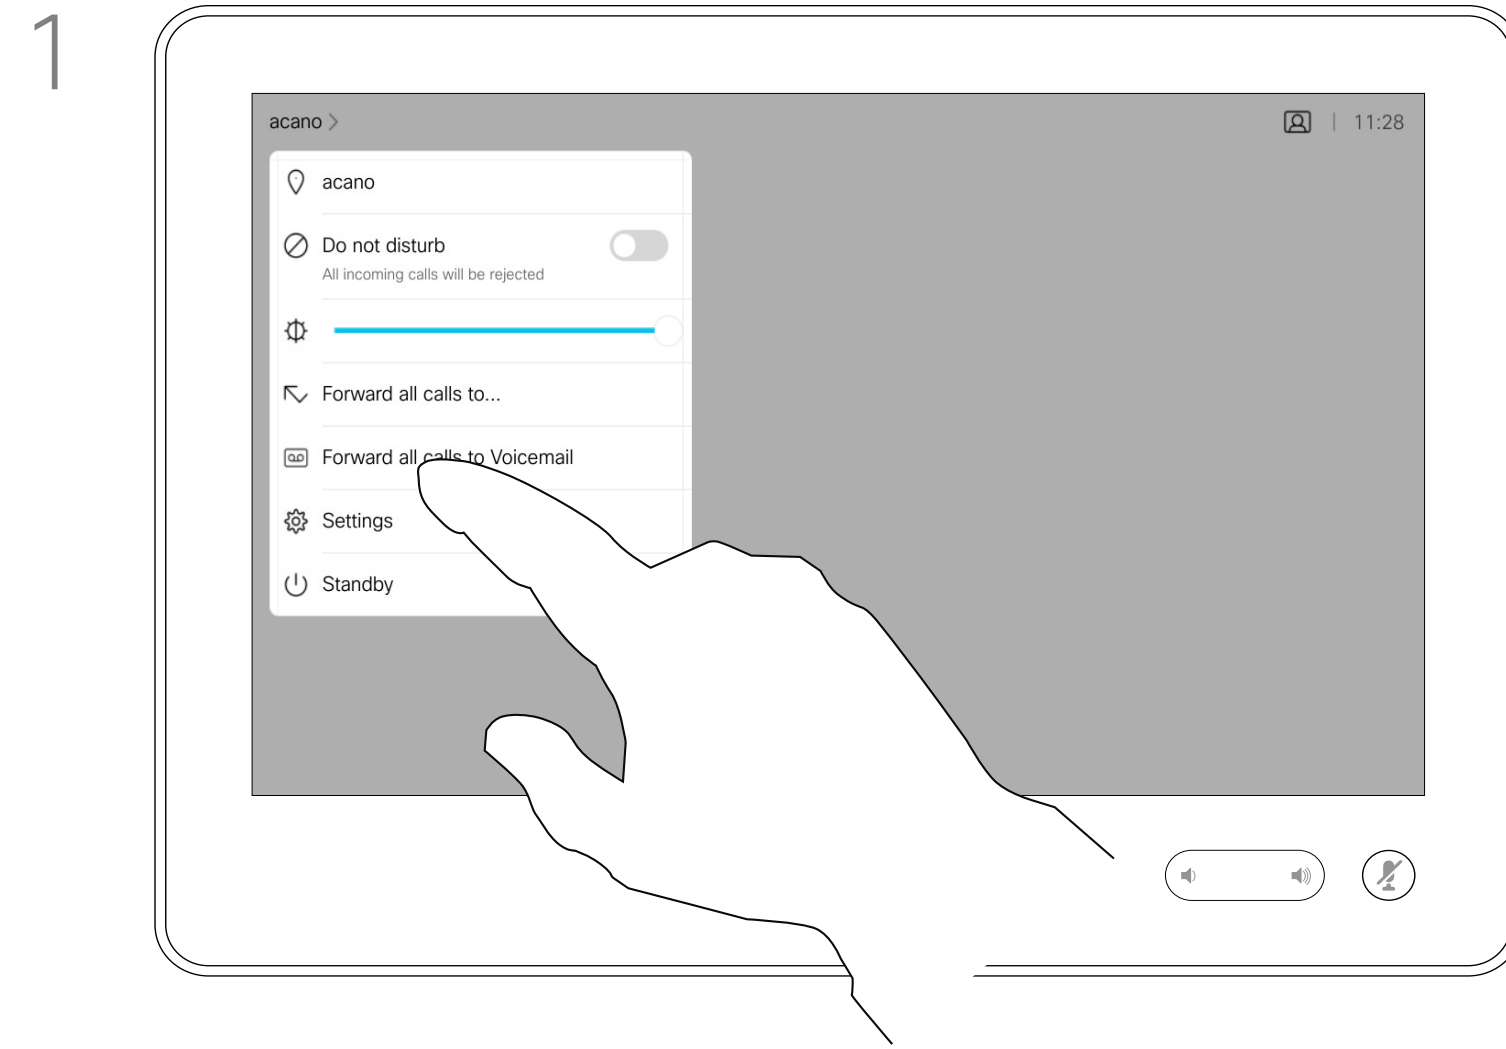 1
acano
11:28
acano
Do not disturb
All incoming calls will be rejected
Forward all calls to...
Forward all calls to Voicemail
Settings
Standby